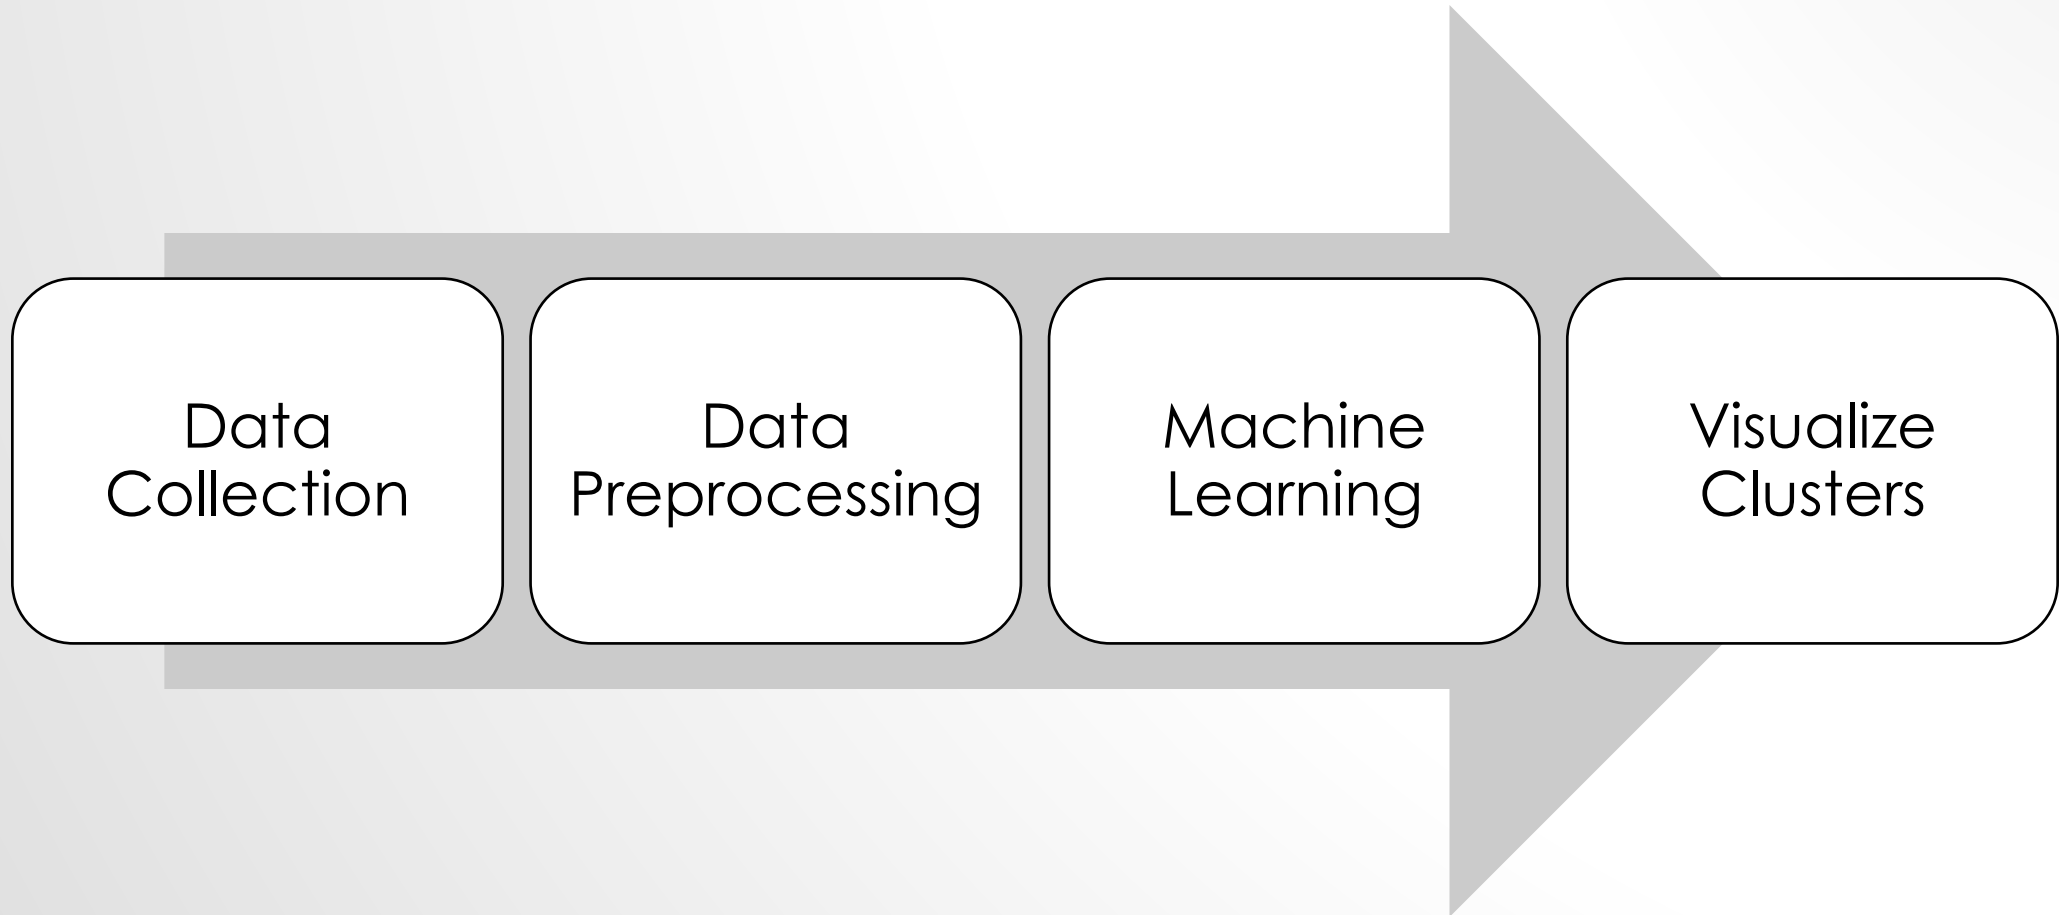 Data
Collection
Data
Preprocessing
Machine
Learning
Visualize
Clusters